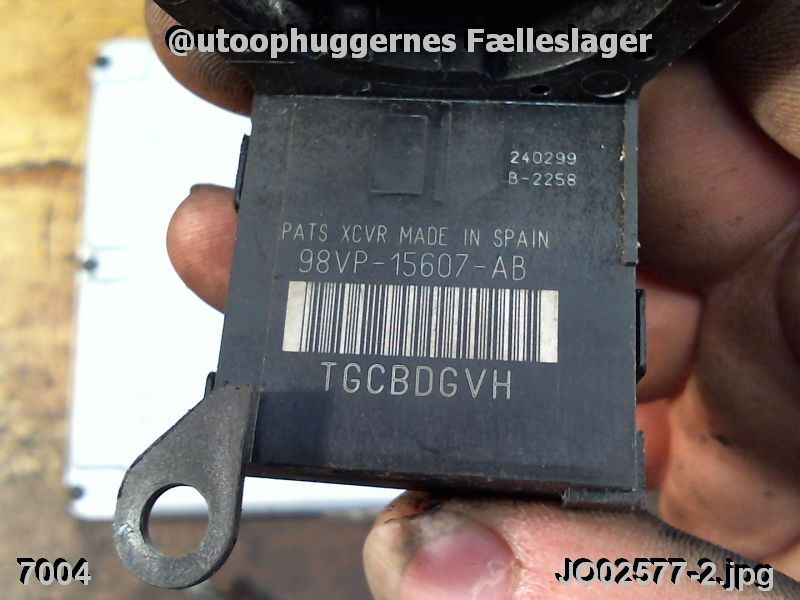 @utoophuggernes Fælleslager
240299
B-2258
PATS XCVR MADE IN SPAIN
98VP-15607-AB
TGCBDGVH
7004
JO02577-2.jpg